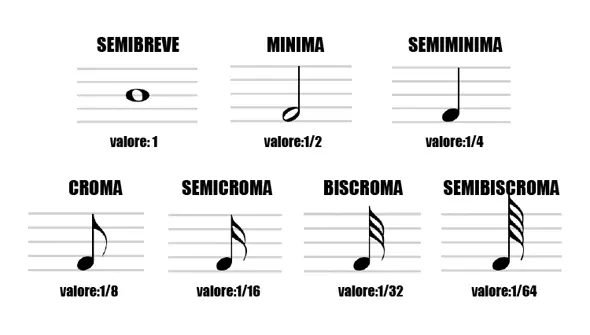 SEMIBREVE MINIMA SEMIMINIMA
valore: 1 valore:1/2 valore:1/4
CROMA SEMICROMA BISCROMA SEMIBISCROMA
valore:1/8 valore:1/16 valore:1/32 valore:1/64